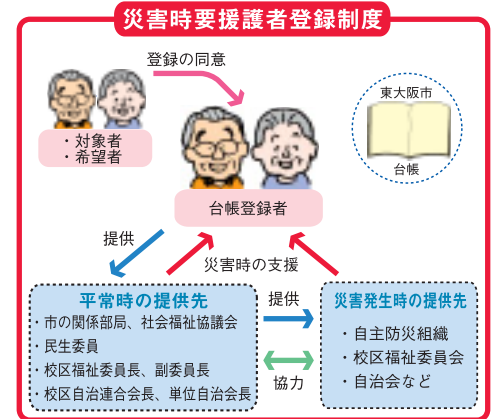 災害時要援護者登録制度
登録の同意
・対象者
・希望者
東大阪市
台帳
台帳登録者
提供
災害時の支援
平常時の提供先
・市の関係部局、社会福祉協議会
・民生委員
・校区福祉委員長、副委員長
・校区自治連合会長、単位自治会長
提供
協力
災害発生時の提供先
・自主防災組織
・校区福祉委員会
・自治会など